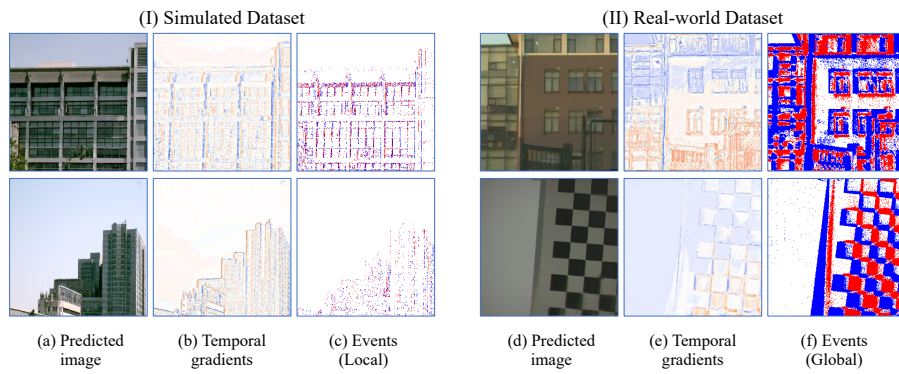 (I) Simulated Dataset
(II) Real-world Dataset
(a) Predicted
image
(b) Temporal
gradients
(c) Events
(Local)
(d) Predicted
image
(e) Temporal
gradients
(f) Events
(Global)